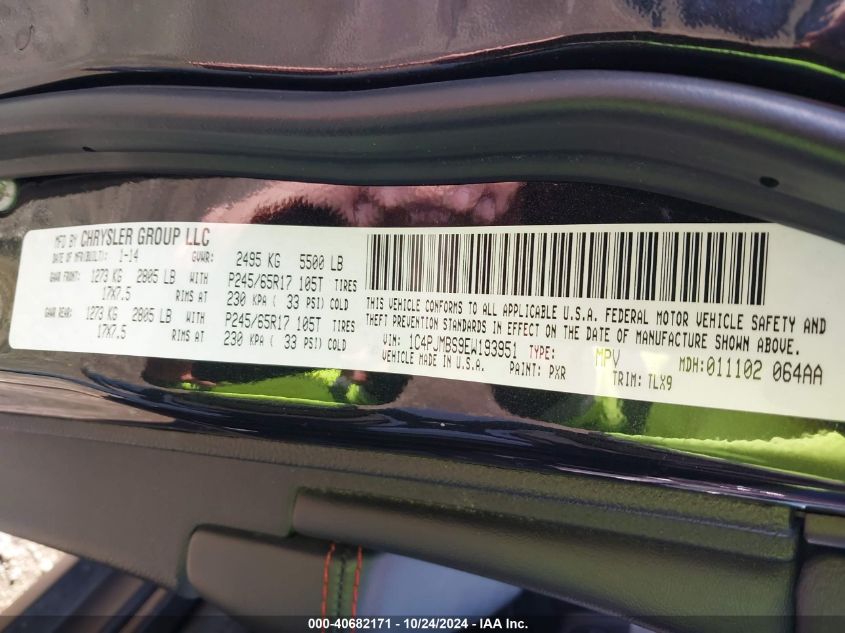 MFD BY CHRYSLER GROUP LLC
DATE OF MFR(BUILT): 1-14 GVWR: 2495 KG 5500 LB
GAWR FRONT: 1273 KG 2805 LB WITH P245/65R17 105T TIRES
17X7.5 RIMS AT 230 KPA ( 33 PSI) COLD
GAWR REAR: 1273 KG 2805 LB WITH P245/65R17 105T TIRES
17X7.5 RIMS AT 230 KPA ( 33 PSI) COLD
THIS VEHICLE CONFORMS TO ALL APPLICABLE U.S.A. FEDERAL MOTOR VEHICLE SAFETY AND
THEFT PREVENTION STANDARDS IN EFFECT ON THE DATE OF MANUFACTURE SHOWN ABOVE.
VIN: 1C4PJMBS9EW193951 TYPE: MPV MDH:011102 064AA
VEHICLE MADE IN U.S.A. PAINT: PXR TRIM: TLX9
000-40682171 - 10/24/2024 - IAA Inc.